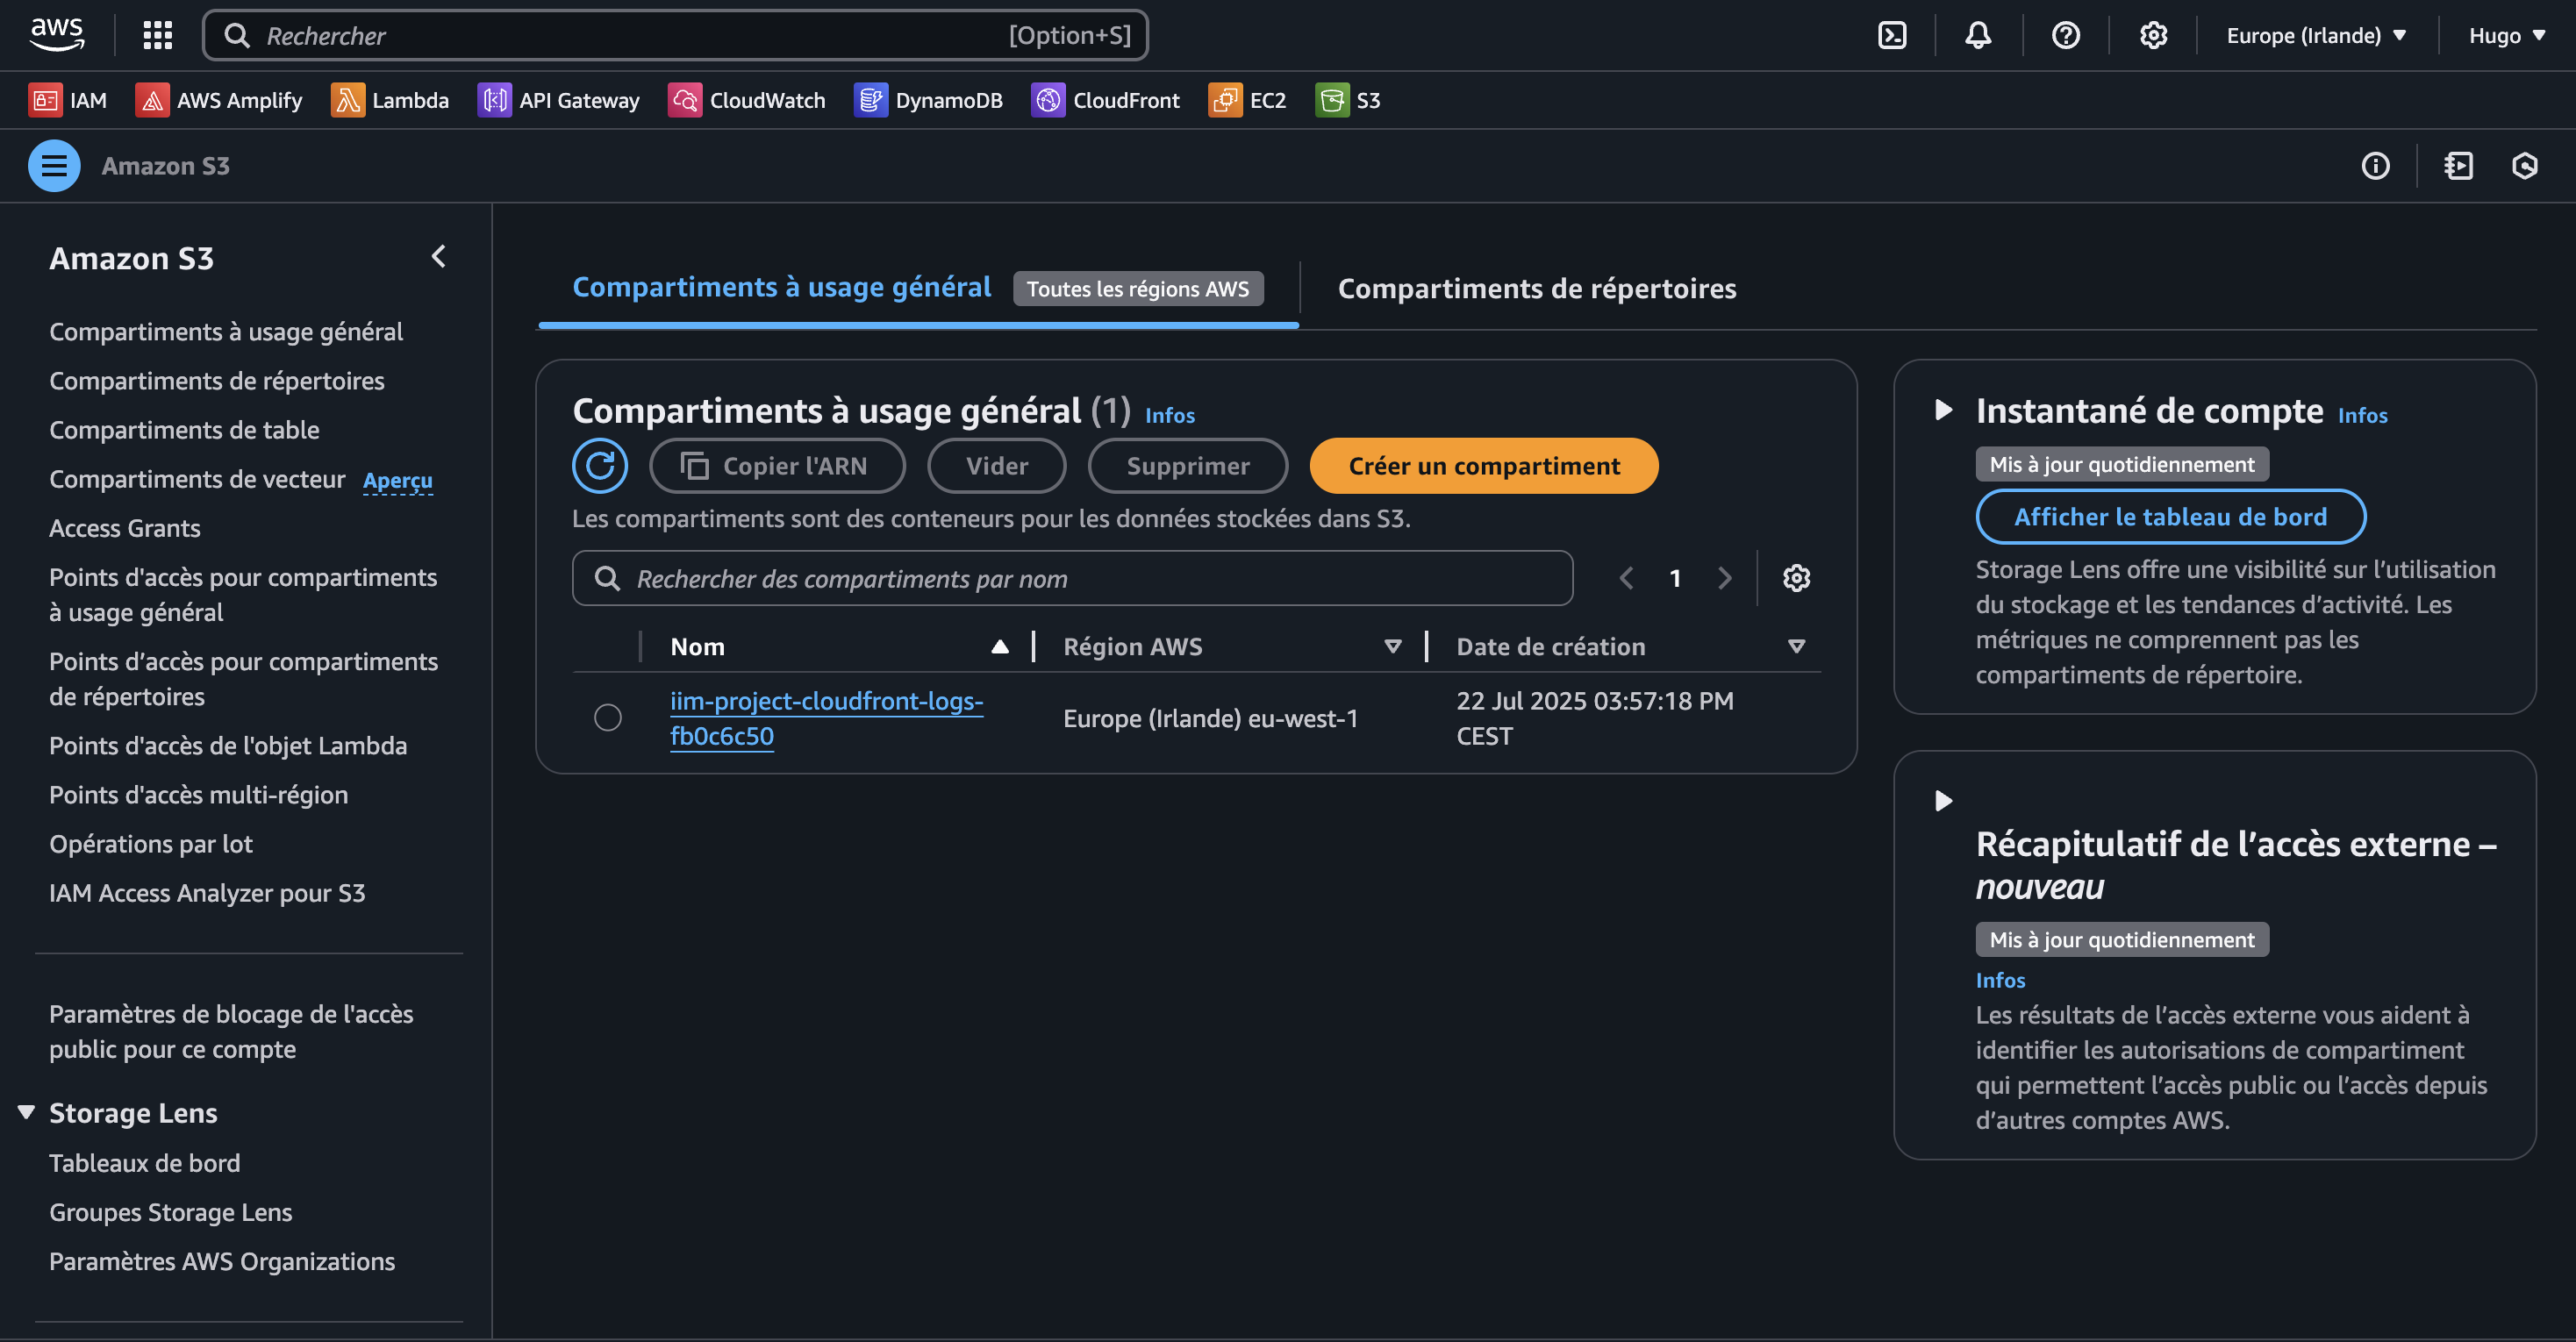 aws
Rechercher [Option+S]
Europe (Irlande)
Hugo
IAM
AWS Amplify
Lambda
API Gateway
CloudWatch
DynamoDB
CloudFront
EC2
S3
Amazon S3
Amazon S3
Compartiments à usage général
Compartiments de répertoires
Compartiments de table
Compartiments de vecteur Aperçu
Access Grants
Points d'accès pour compartiments
à usage général
Points d’accès pour compartiments
de répertoires
Points d'accès de l'objet Lambda
Points d'accès multi-région
Opérations par lot
IAM Access Analyzer pour S3
Paramètres de blocage de l'accès
public pour ce compte
Storage Lens
Tableaux de bord
Groupes Storage Lens
Paramètres AWS Organizations
Compartiments à usage général Toutes les régions AWS
Compartiments de répertoires
Compartiments à usage général (1) Infos
Copier l'ARN
Vider
Supprimer
Créer un compartiment
Les compartiments sont des conteneurs pour les données stockées dans S3.
Rechercher des compartiments par nom
1
Nom
Région AWS
Date de création
iim-project-cloudfront-logs-
fb0c6c50
Europe (Irlande) eu-west-1
22 Jul 2025 03:57:18 PM
CEST
Instantané de compte Infos
Mis à jour quotidiennement
Afficher le tableau de bord
Storage Lens offre une visibilité sur l’utilisation
du stockage et les tendances d’activité. Les
métriques ne comprennent pas les
compartiments de répertoire.
Récapitulatif de l’accès externe –
nouveau
Mis à jour quotidiennement
Infos
Les résultats de l’accès externe vous aident à
identifier les autorisations de compartiment
qui permettent l’accès public ou l’accès depuis
d’autres comptes AWS.